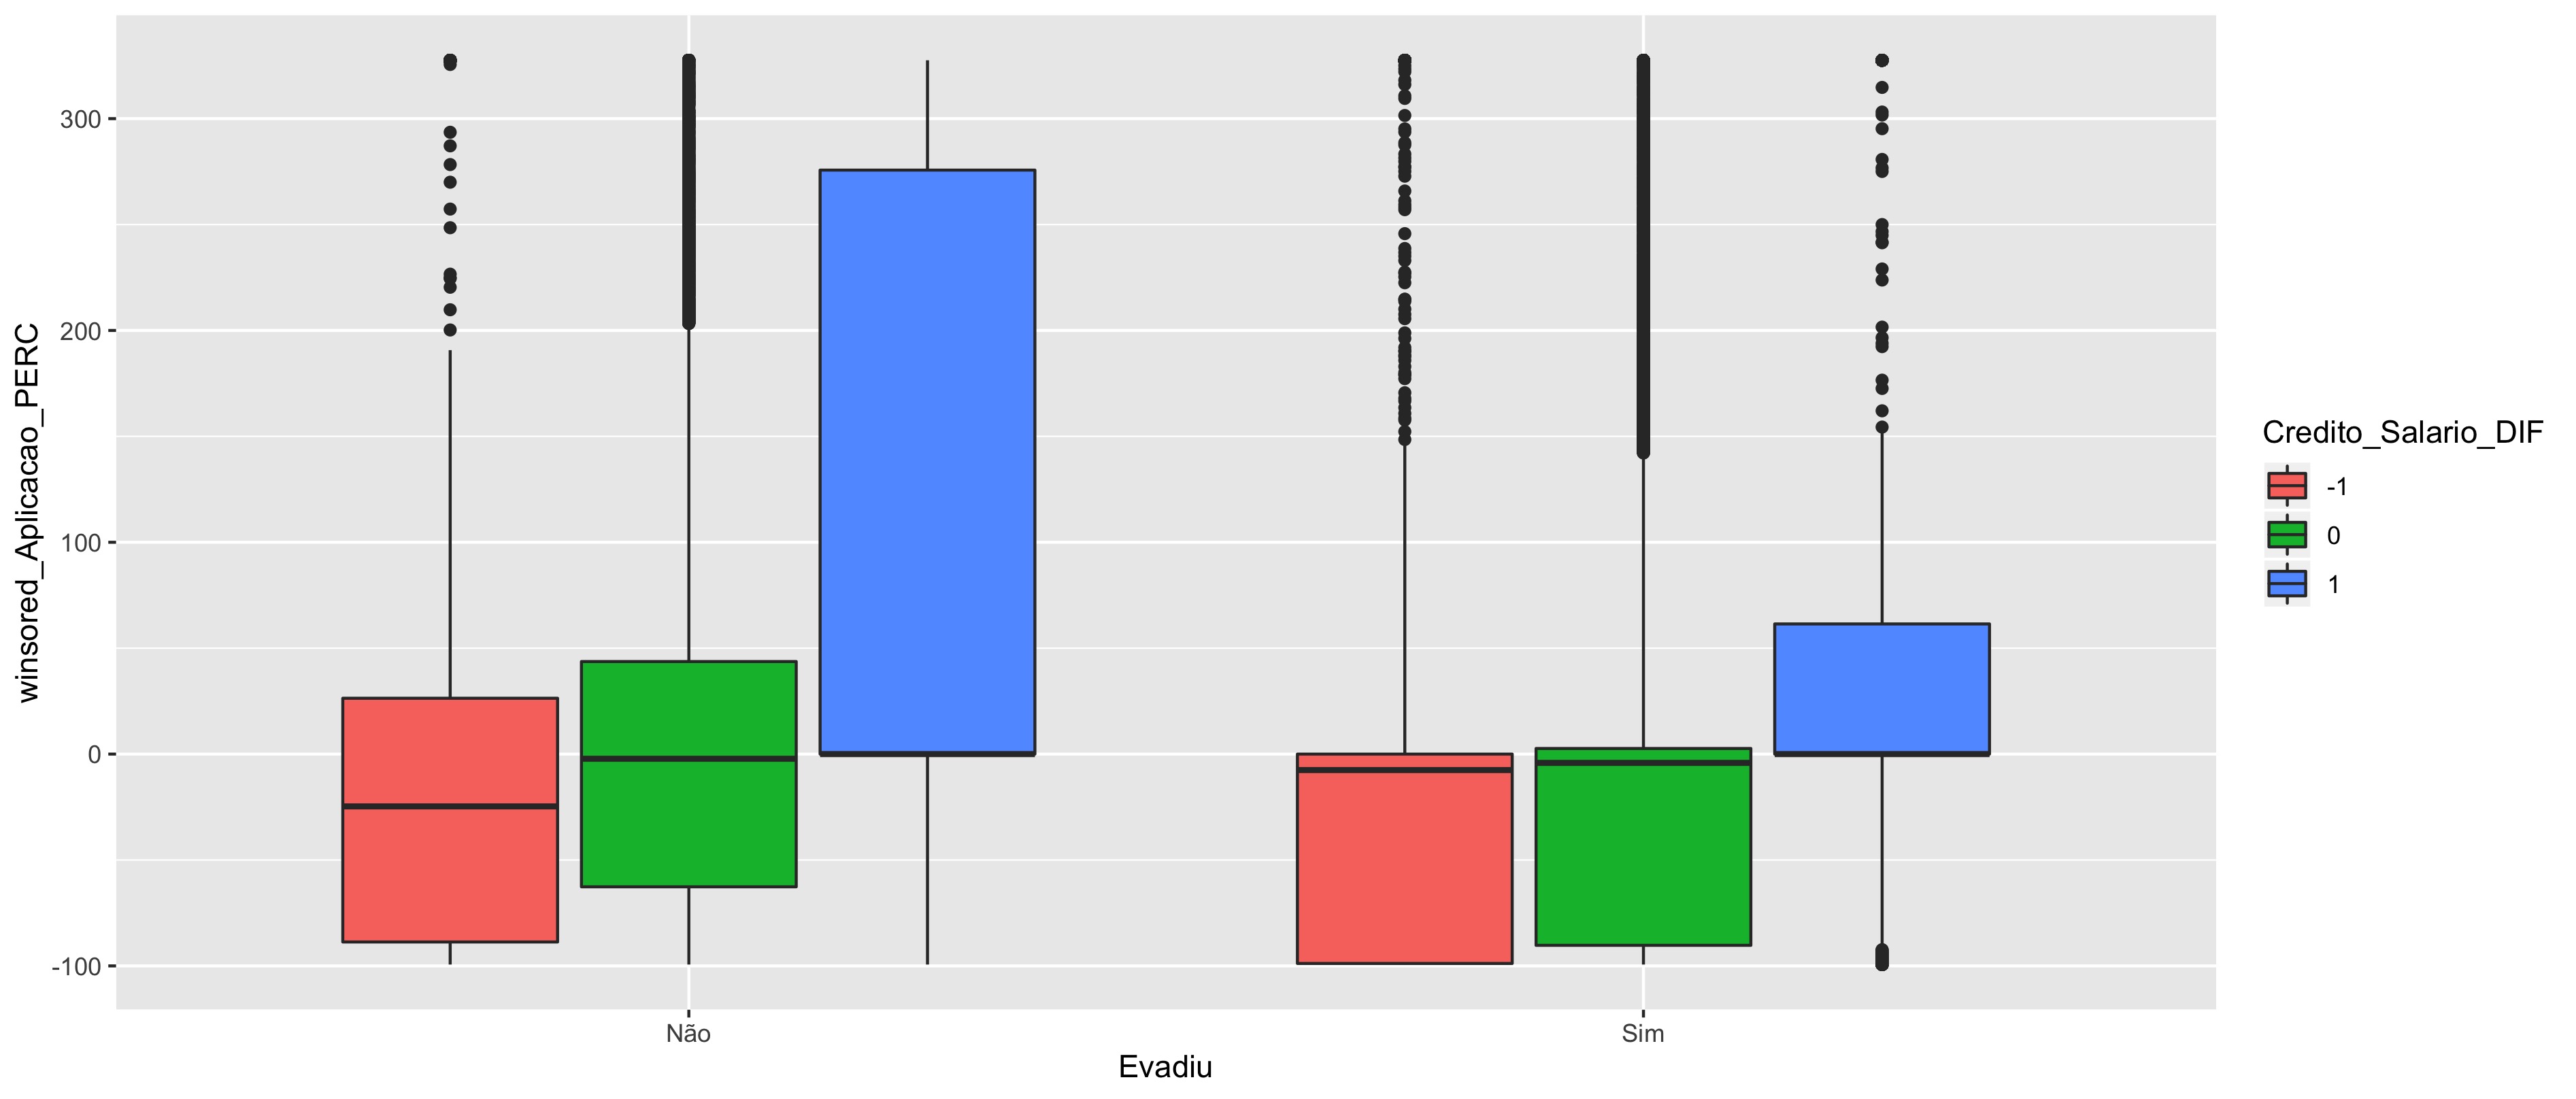 winsored_Aplicacao_PERC
300
200
100
0
-100
Não
Sim
Evadiu
Credito_Salario_DIF
-1
0
1